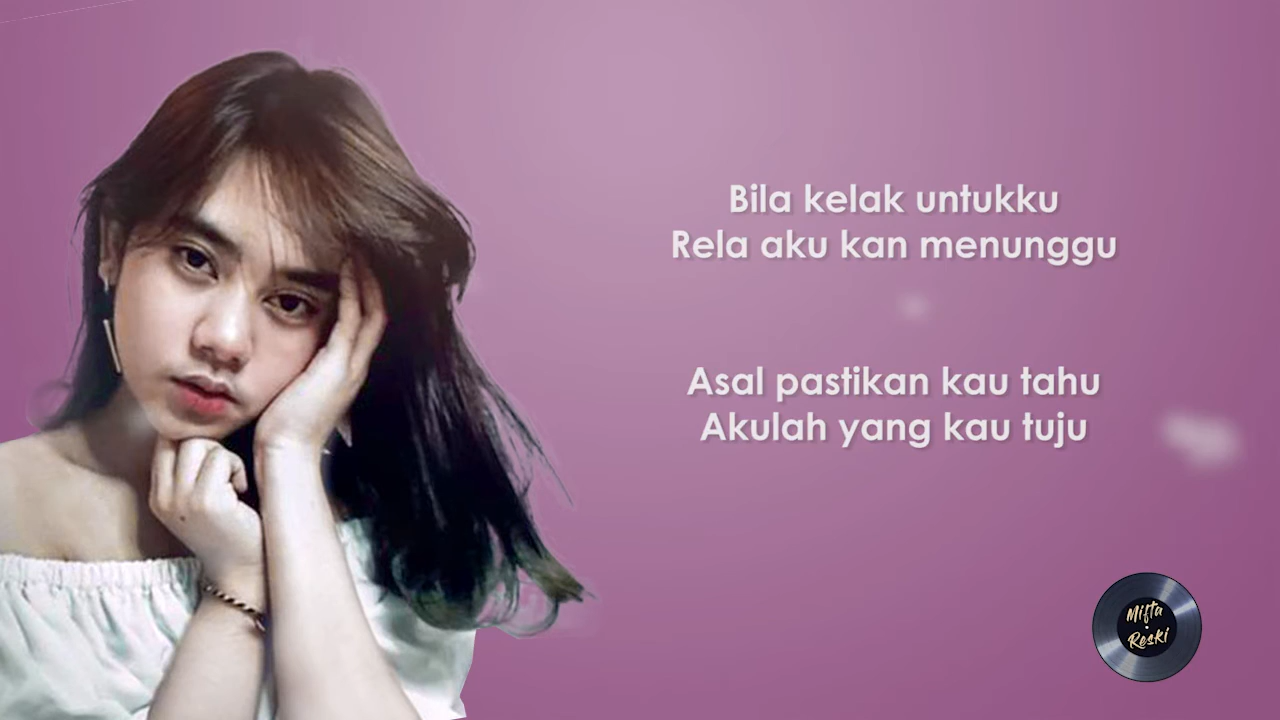 Bila kelak untukku
Rela aku kan menunggu
Asal pastikan kau tahu
Akulah yang kau tuju
Mifta
Reski